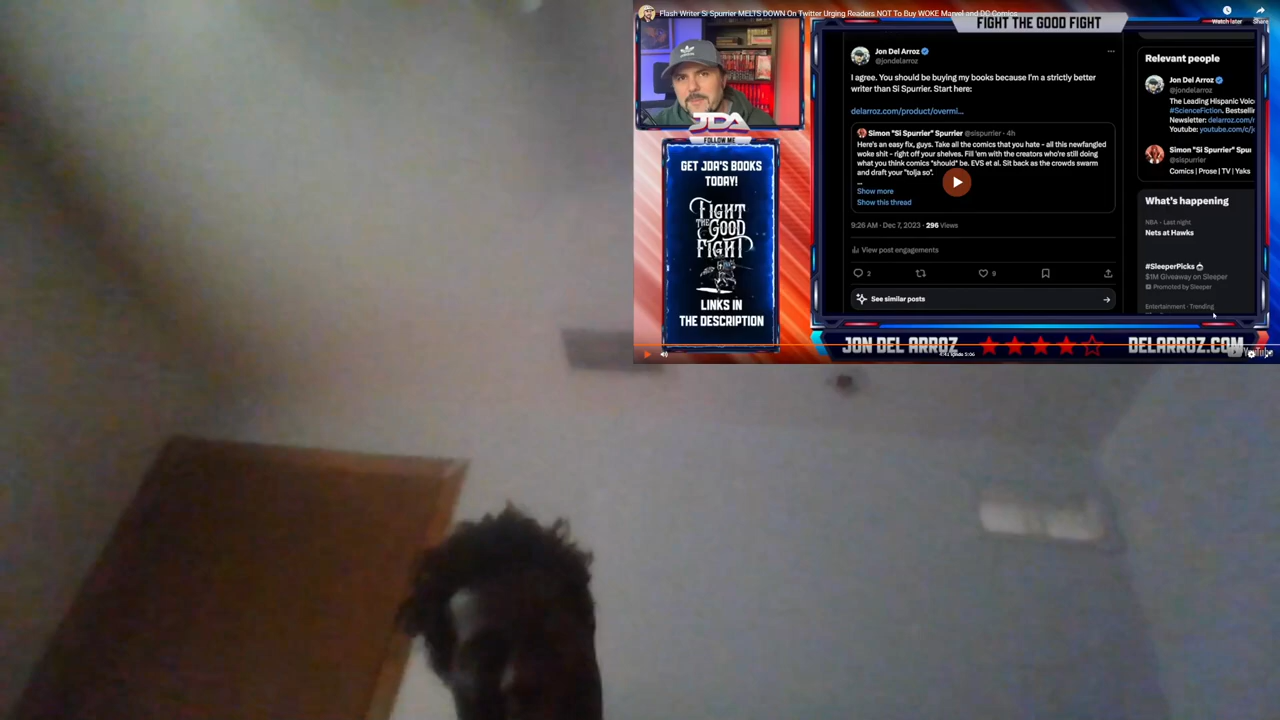 Flash Writer Si Spurrier MELTS DOWN On Twitter Urging Readers NOT To Buy WOKE Marvel and DC Comics
Watch later
Share
FIGHT THE GOOD FIGHT
JDA
FOLLOW ME
GET JDA'S BOOKS
TODAY!
FIGHT
THE GOOD
FIGHT
LINKS IN
THE DESCRIPTION
Jon Del Arroz
@jondelarroz
I agree. You should be buying my books because I'm a strictly better
writer than Si Spurrier. Start here:
delarroz.com/product/overmi...
Simon "Si Spurrier" Spurrier @sispurrier · 4h
Here's an easy fix, guys. Take all the comics that you hate - all this newfangled
woke shit - right off your shelves. Fill 'em with the creators who're still doing
what you think comics *should* be. EVS et al. Sit back as the crowds swarm
and draft your "tolja so".
...
Show more
Show this thread
9:26 AM · Dec 7, 2023 · 296 Views
View post engagements
2
9
See similar posts
Relevant people
Jon Del Arroz
@jondelarroz
The Leading Hispanic Voic
#ScienceFiction. Bestselli
Newsletter: delarroz.com/r
Youtube: youtube.com/c/jo
Simon "Si Spurrier" Spu
@sispurrier
Comics | Prose | TV | Yaks
What's happening
NBA · Last night
Nets at Hawks
#SleeperPicks
$1M Giveaway on Sleeper
Promoted by Sleeper
Entertainment · Trending
JON DEL ARROZ
DELARROZ.COM